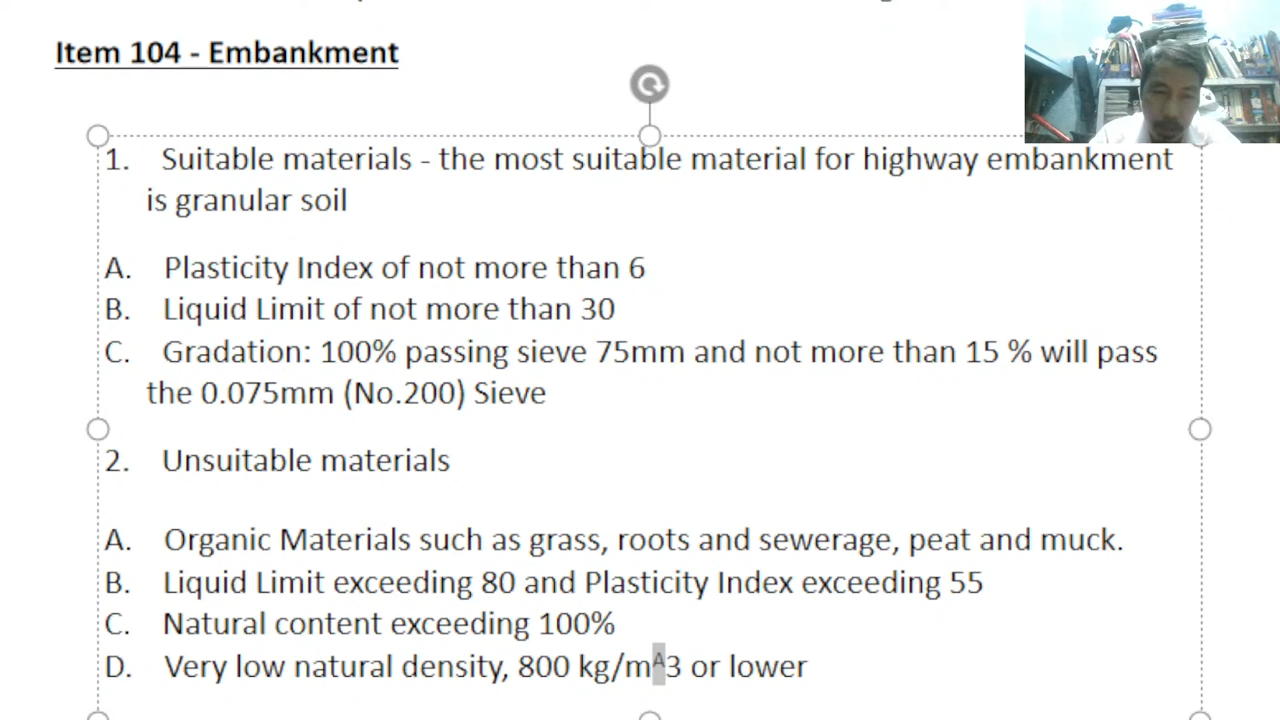 Item 104 - Embankment
1. Suitable materials - the most suitable material for highway embankment
is granular soil
A. Plasticity Index of not more than 6
B. Liquid Limit of not more than 30
C. Gradation: 100% passing sieve 75mm and not more than 15 % will pass
the 0.075mm (No.200) Sieve
2. Unsuitable materials
A. Organic Materials such as grass, roots and sewerage, peat and muck.
B. Liquid Limit exceeding 80 and Plasticity Index exceeding 55
C. Natural content exceeding 100%
D. Very low natural density, 800 kg/m^3 or lower